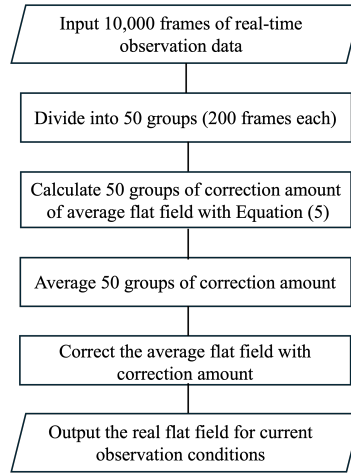 Input 10,000 frames of real-time
observation data
Divide into 50 groups (200 frames each)
Calculate 50 groups of correction amount
of average flat field with Equation (5)
Average 50 groups of correction amount
Correct the average flat field with
correction amount
Output the real flat field for current
observation conditions